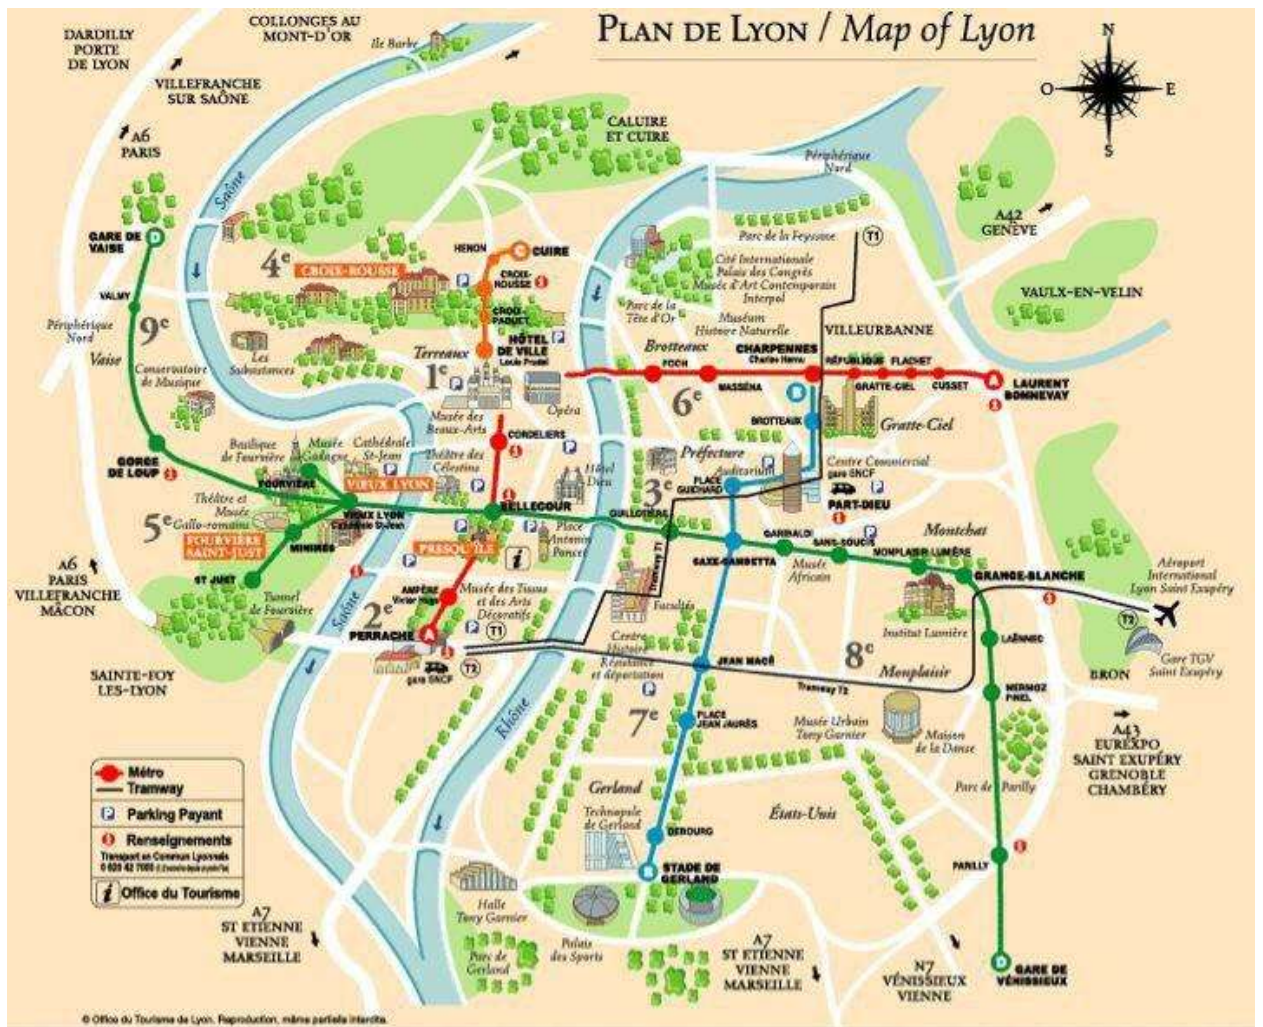 PLAN DE LYON / Map of Lyon
COLLONGES AU
MONT-D'OR
DARDILLY
PORTE
DE LYON
VILLEFRANCHE
SUR SAÔNE
Ile Barbe
N
O
E
S
A6
PARIS
CALUIRE
ET CUIRE
Périphérique
Nord
Saône
A42
GENÈVE
GARE DE
VAISE
D
HENON
C
CUIRE
4e
CROIX-ROUSSE
CROIX-
ROUSSE
Parc de la Feyssine
T1
Cité Internationale
Palais des Congrès
Musée d'Art Contemporain
Interpol
VAULX-EN-VELIN
VALMY
9e
Périphérique
Nord
Vaise
CROIX-
PAQUET
Parc de la
Tête d'Or
Muséum
Histoire Naturelle
VILLEURBANNE
HÔTEL
DE VILLE
Louis Pradel
Terreaux
Les
Subsistances
Conservatoire
de Musique
1e
Brotteaux
CHARPENNES
Charles Hernu
RÉPUBLIQUE
FLACHET
FOCH
MASSÉNA
GRATTE-CIEL
CUSSET
A
LAURENT
BONNEVAY
Opéra
6e
B
BROTTEAUX
Gratte-Ciel
Musée des
Beaux-Arts
CORDELIERS
Basilique
de Fourvière
Musée
Gadagne
Cathédrale
St-Jean
Théâtre des
Célestins
Hôtel
Dieu
Préfecture
Auditorium
Centre Commercial
gare SNCF
PART-DIEU
GORGE
DE LOUP
FOURVIÈRE
VIEUX LYON
3e
PLACE
GUICHARD
Théâtre et
Musée
Gallo-romains
5e
VIEUX LYON
Cathédrale St-Jean
BELLECOUR
GUILLOTIÈRE
FOURVIÈRE
SAINT-JUST
MINIMES
PRESQU'ILE
Place
Antonin
Poncet
GARIBALDI
SANS-SOUCIS
Montchat
MONPLAISIR LUMIÈRE
SAXE-GAMBETTA
Musée
Africain
GRANGE-BLANCHE
ST JUST
A6
PARIS
VILLEFRANCHE
MÂCON
Tunnel
de Fourvière
AMPÈRE
Victor Hugo
Musée des Tissus
et des Arts
Décoratifs
Tramway T1
Facultés
Aéroport
International
Lyon Saint Exupéry
T2
2e
PERRACHE
A
T1
T2
gare SNCF
Saône
Centre
Histoire
Résistance
et déportation
Institut Lumière
LAËNNEC
8e
JEAN MACÉ
Monplaisir
Tramway T2
BRON
Gare TGV
Saint Exupéry
SAINTE-FOY
LES-LYON
MERMOZ
PINEL
7e
PLACE
JEAN JAURÈS
Rhône
Musée Urbain
Tony Garnier
Maison
de la Danse
A43
EUREXPO
SAINT EXUPÉRY
GRENOBLE
CHAMBÉRY
Métro
Tramway
P Parking Payant
Renseignements
Transport en Commun Lyonnais
i Office du Tourisme
Gerland
Technopole
de Gerland
États-Unis
Parc de Parilly
DEBOURG
PARILLY
B
STADE DE
GERLAND
Halle
Tony Garnier
Palais
des Sports
Parc de
Gerland
A7
ST ETIENNE
VIENNE
MARSEILLE
A7
ST ETIENNE
VIENNE
MARSEILLE
N7
VÉNISSIEUX
VIENNE
D
GARE DE
VÉNISSIEUX
© Office du Tourisme de Lyon. Reproduction, même partielle interdite.